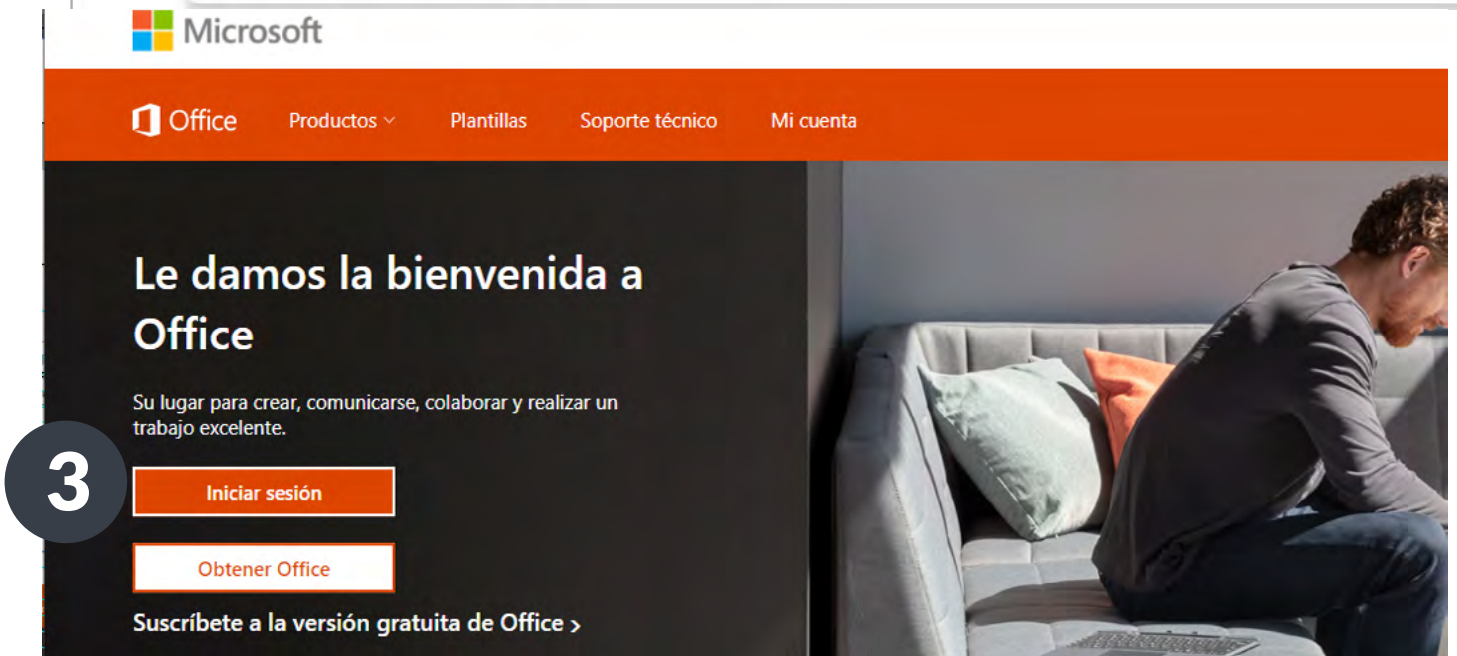 Microsoft
Office Productos Plantillas Soporte técnico Mi cuenta
Le damos la bienvenida a
Office
Su lugar para crear, comunicarse, colaborar y realizar un
trabajo excelente.
3
Iniciar sesión
Obtener Office
Suscríbete a la versión gratuita de Office >